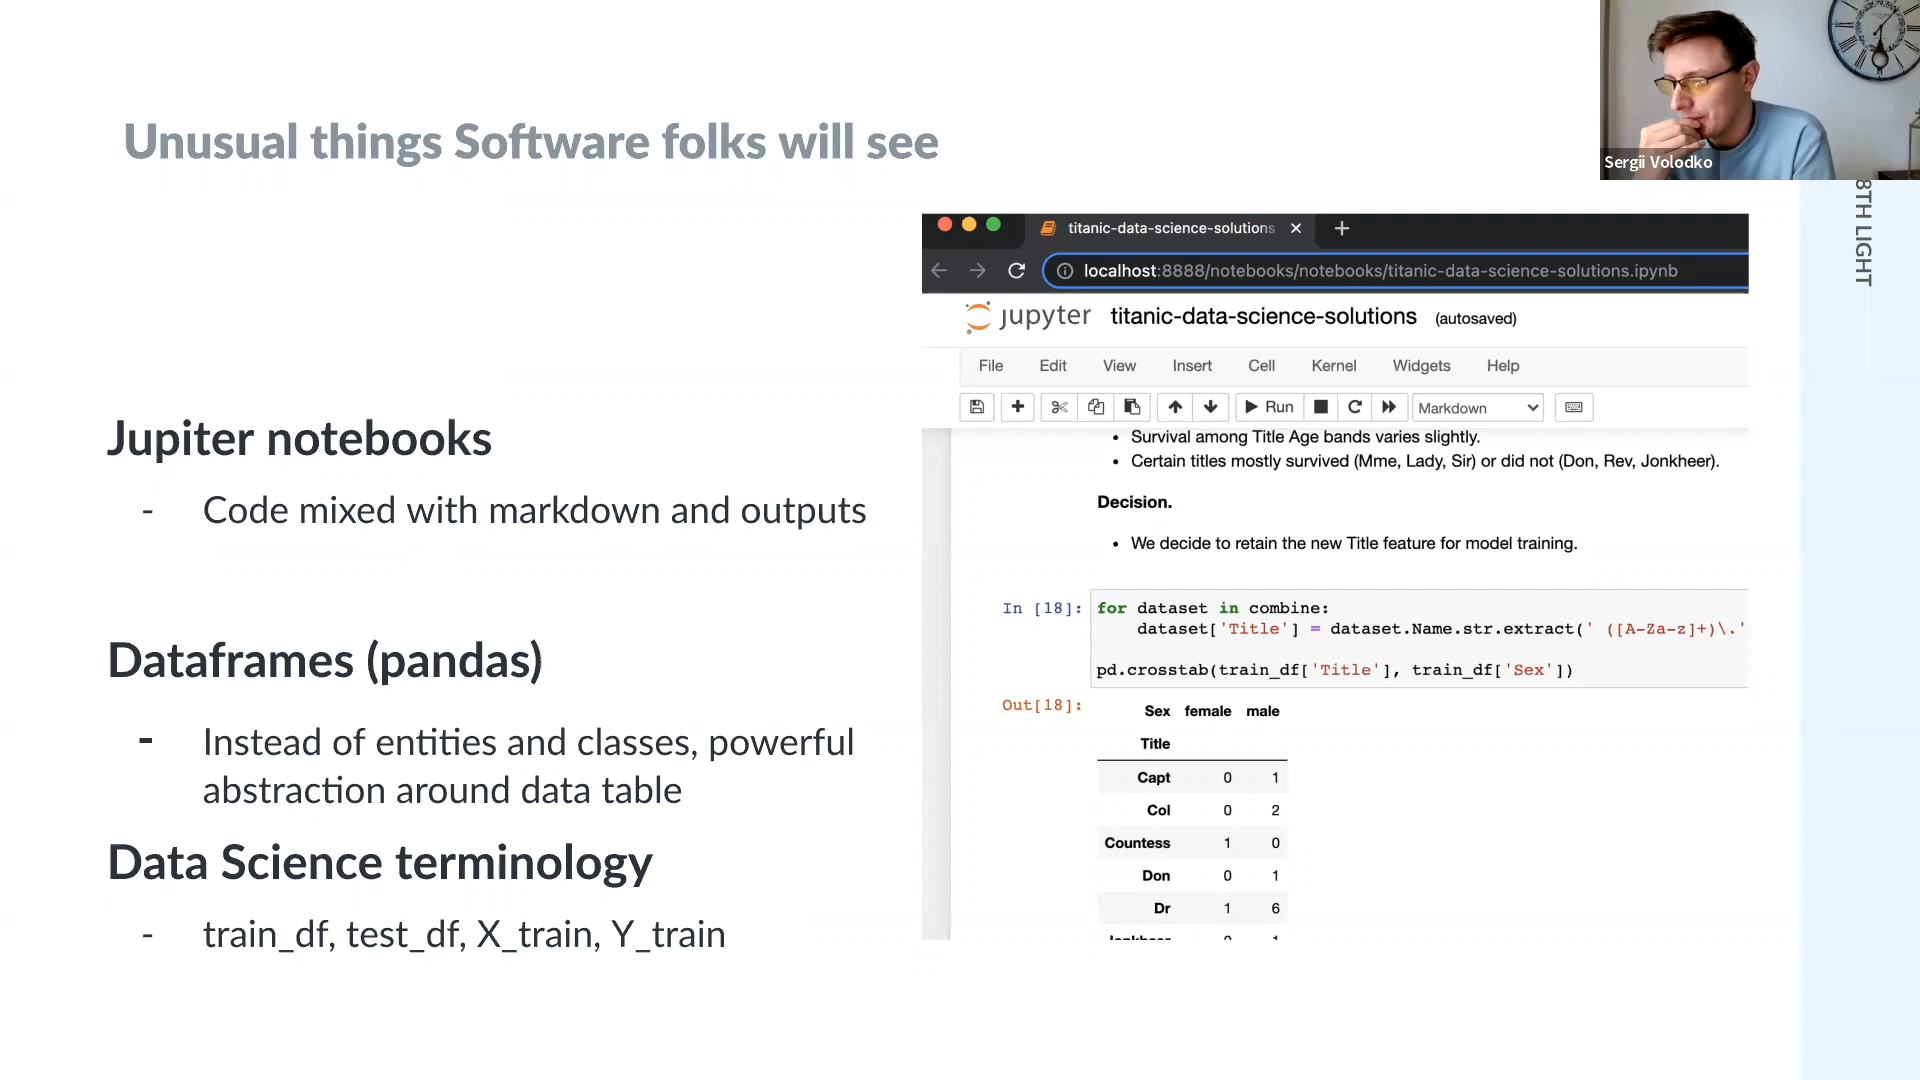 Unusual things Software folks will see
Sergii Volodko
8TH LIGHT
Jupiter notebooks
- Code mixed with markdown and outputs
Dataframes (pandas)
- Instead of entities and classes, powerful
abstraction around data table
Data Science terminology
- train_df, test_df, X_train, Y_train
titanic-data-science-solutions
localhost:8888/notebooks/notebooks/titanic-data-science-solutions.ipynb
jupyter titanic-data-science-solutions (autosaved)
File Edit View Insert Cell Kernel Widgets Help
Run Markdown
• Survival among Title Age bands varies slightly.
• Certain titles mostly survived (Mme, Lady, Sir) or did not (Don, Rev, Jonkheer).
Decision.
• We decide to retain the new Title feature for model training.
In [18]: for dataset in combine:
dataset['Title'] = dataset.Name.str.extract(' ([A-Za-z]+)\.'
pd.crosstab(train_df['Title'], train_df['Sex'])
Out[18]:
Sex female male
Title
Capt 0 1
Col 0 2
Countess 1 0
Don 0 1
Dr 1 6